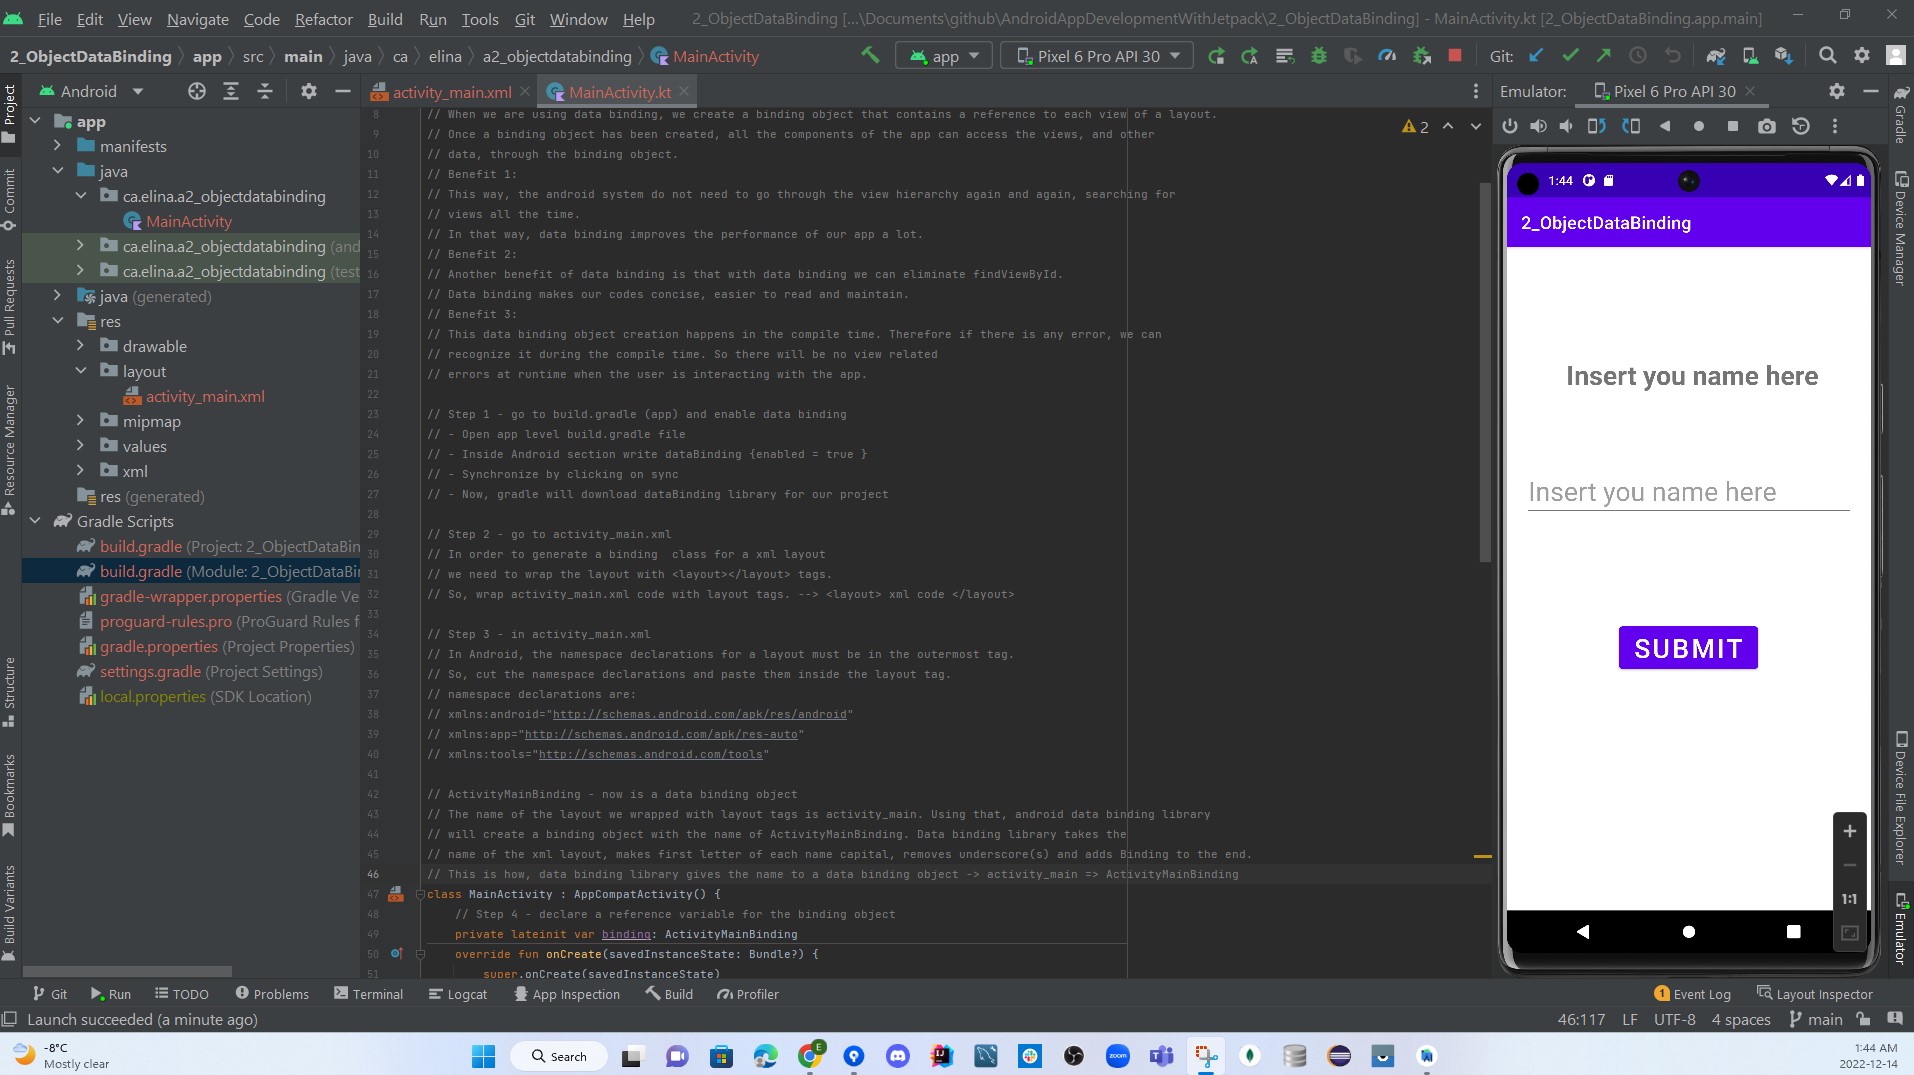 File Edit View Navigate Code Refactor Build Run Tools Git Window Help 2_ObjectDataBinding [...\Documents\github\AndroidAppDevelopmentWithJetpack\2_ObjectDataBinding] - MainActivity.kt [2_ObjectDataBinding.app.main]
2_ObjectDataBinding app src main java ca elina a2_objectdatabinding MainActivity app Pixel 6 Pro API 30 Git:
Android
activity_main.xml MainActivity.kt
Emulator: Pixel 6 Pro API 30
Project
Commit
Pull Requests
Resource Manager
Structure
Bookmarks
Build Variants
app
manifests
java
ca.elina.a2_objectdatabinding
MainActivity
ca.elina.a2_objectdatabinding (and
ca.elina.a2_objectdatabinding (test
java (generated)
res
drawable
layout
activity_main.xml
mipmap
values
xml
res (generated)
Gradle Scripts
build.gradle (Project: 2_ObjectDataBin
build.gradle (Module: 2_ObjectDataBi
gradle-wrapper.properties (Gradle Ve
proguard-rules.pro (ProGuard Rules f
gradle.properties (Project Properties)
settings.gradle (Project Settings)
local.properties (SDK Location)
2
8 // When we are using data binding, we create a binding object that contains a reference to each view of a layout.
9 // Once a binding object has been created, all the components of the app can access the views, and other
10 // data, through the binding object.
11 // Benefit 1:
12 // This way, the android system do not need to go through the view hierarchy again and again, searching for
13 // views all the time.
14 // In that way, data binding improves the performance of our app a lot.
15 // Benefit 2:
16 // Another benefit of data binding is that with data binding we can eliminate findViewById.
17 // Data binding makes our codes concise, easier to read and maintain.
18 // Benefit 3:
19 // This data binding object creation happens in the compile time. Therefore if there is any error, we can
20 // recognize it during the compile time. So there will be no view related
21 // errors at runtime when the user is interacting with the app.
22
23 // Step 1 - go to build.gradle (app) and enable data binding
24 // - Open app level build.gradle file
25 // - Inside Android section write dataBinding {enabled = true }
26 // - Synchronize by clicking on sync
27 // - Now, gradle will download dataBinding library for our project
28
29 // Step 2 - go to activity_main.xml
30 // In order to generate a binding  class for a xml layout
31 // we need to wrap the layout with <layout></layout> tags.
32 // So, wrap activity_main.xml code with layout tags. --> <layout> xml code </layout>
33
34 // Step 3 - in activity_main.xml
35 // In Android, the namespace declarations for a layout must be in the outermost tag.
36 // So, cut the namespace declarations and paste them inside the layout tag.
37 // namespace declarations are:
38 // xmlns:android="http://schemas.android.com/apk/res/android"
39 // xmlns:app="http://schemas.android.com/apk/res-auto"
40 // xmlns:tools="http://schemas.android.com/tools"
41
42 // ActivityMainBinding - now is a data binding object
43 // The name of the layout we wrapped with layout tags is activity_main. Using that, android data binding library
44 // will create a binding object with the name of ActivityMainBinding. Data binding library takes the
45 // name of the xml layout, makes first letter of each name capital, removes underscore(s) and adds Binding to the end.
46 // This is how, data binding library gives the name to a data binding object -> activity_main => ActivityMainBinding
47 class MainActivity : AppCompatActivity() {
48 // Step 4 - declare a reference variable for the binding object
49 private lateinit var binding: ActivityMainBinding
50 override fun onCreate(savedInstanceState: Bundle?) {
51 super.onCreate(savedInstanceState)
1:44
2_ObjectDataBinding
Insert you name here
Insert you name here
SUBMIT
1:1
Gradle
Device Manager
Device File Explorer
Emulator
Git Run TODO Problems Terminal Logcat App Inspection Build Profiler 1 Event Log Layout Inspector
Launch succeeded (a minute ago) 46:117 LF UTF-8 4 spaces main
-8°C
Mostly clear
Search
E
zoom
1:44 AM
2022-12-14